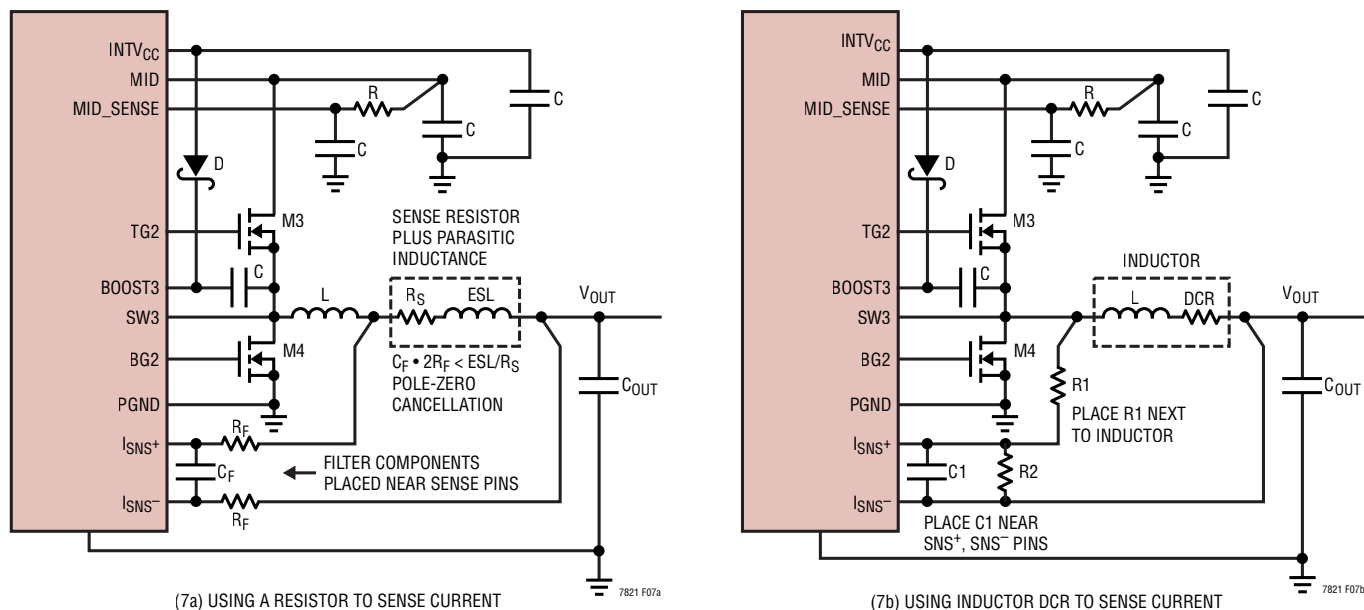 INTVCC
MID
R
C
MID_SENSE
C
C
D
M3
SENSE RESISTOR
PLUS PARASITIC
INDUCTANCE
TG2
C
BOOST3
L
RS
ESL
VOUT
SW3
M4
CF • 2RF < ESL/RS
POLE-ZERO
CANCELLATION
BG2
COUT
PGND
RF
ISNS+
CF
FILTER COMPONENTS
PLACED NEAR SENSE PINS
ISNS–
RF
7821 F07a
(7a) USING A RESISTOR TO SENSE CURRENT
INTVCC
MID
R
C
MID_SENSE
C
C
D
M3
TG2
INDUCTOR
C
BOOST3
L
DCR
VOUT
SW3
M4
BG2
R1
COUT
PGND
PLACE R1 NEXT
TO INDUCTOR
ISNS+
C1
R2
ISNS–
PLACE C1 NEAR
SNS+, SNS– PINS
7821 F07b
(7b) USING INDUCTOR DCR TO SENSE CURRENT